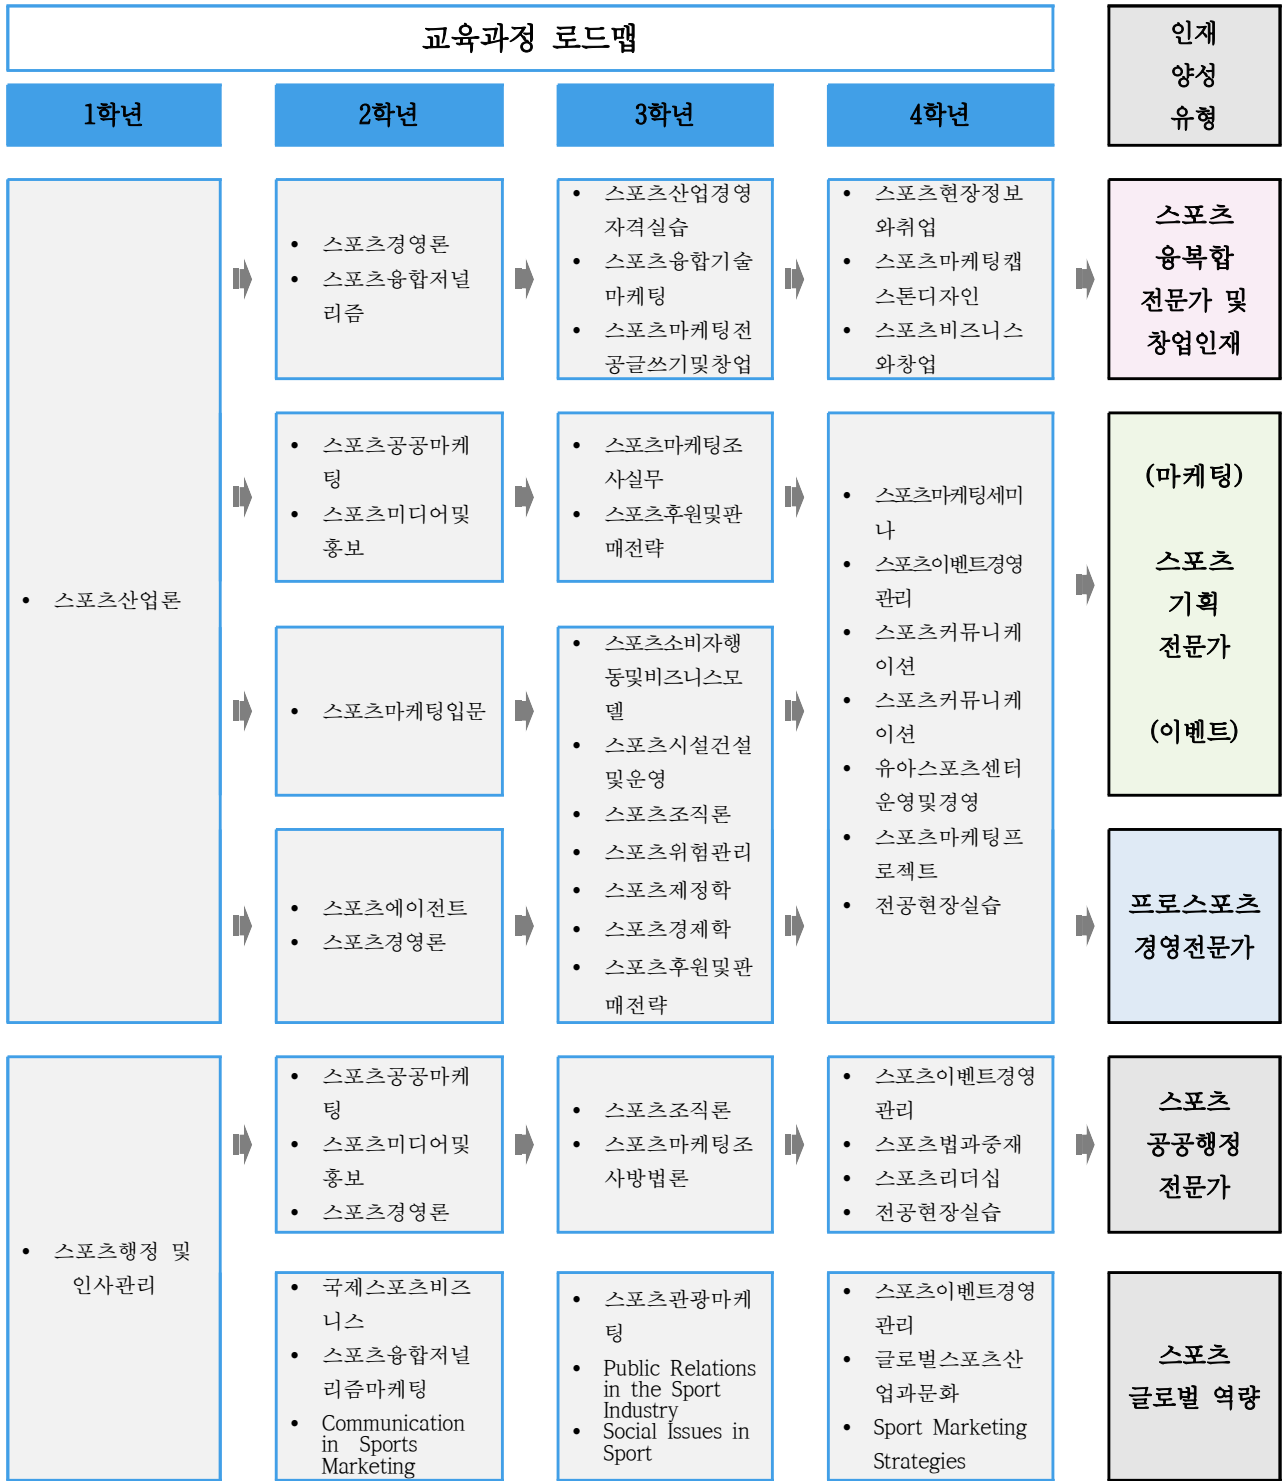 교육과정 로드맵
인재
양성
유형
1학년
2학년
3학년
4학년
• 스포츠산업론
• 스포츠경영론
• 스포츠융합저널
리즘
• 스포츠산업경영
자격실습
• 스포츠융합기술
마케팅
• 스포츠마케팅전
공글쓰기및창업
• 스포츠현장정보
와취업
• 스포츠마케팅캡
스톤디자인
• 스포츠비즈니스
와창업
스포츠
융복합
전문가 및
창업인재
• 스포츠공공마케
팅
• 스포츠미디어및
홍보
• 스포츠마케팅조
사실무
• 스포츠후원및판
매전략
• 스포츠마케팅세미
나
• 스포츠이벤트경영
관리
• 스포츠커뮤니케
이션
• 스포츠커뮤니케
이션
• 유아스포츠센터
운영및경영
• 스포츠마케팅프
로젝트
• 전공현장실습
(마케팅)
스포츠
기획
전문가
(이벤트)
• 스포츠마케팅입문
• 스포츠소비자행
동및비즈니스모
델
• 스포츠시설건설
및운영
• 스포츠조직론
• 스포츠위험관리
• 스포츠제정학
• 스포츠경제학
• 스포츠후원및판
매전략
• 스포츠에이전트
• 스포츠경영론
프로스포츠
경영전문가
• 스포츠행정 및
인사관리
• 스포츠공공마케
팅
• 스포츠미디어및
홍보
• 스포츠경영론
• 스포츠조직론
• 스포츠마케팅조
사방법론
• 스포츠이벤트경영
관리
• 스포츠법과중재
• 스포츠리더십
• 전공현장실습
스포츠
공공행정
전문가
• 국제스포츠비즈
니스
• 스포츠융합저널
리즘마케팅
• Communication
in Sports
Marketing
• 스포츠관광마케
팅
• Public Relations
in the Sport
Industry
• Social Issues in
Sport
• 스포츠이벤트경영
관리
• 글로벌스포츠산
업과문화
• Sport Marketing
Strategies
스포츠
글로벌 역량